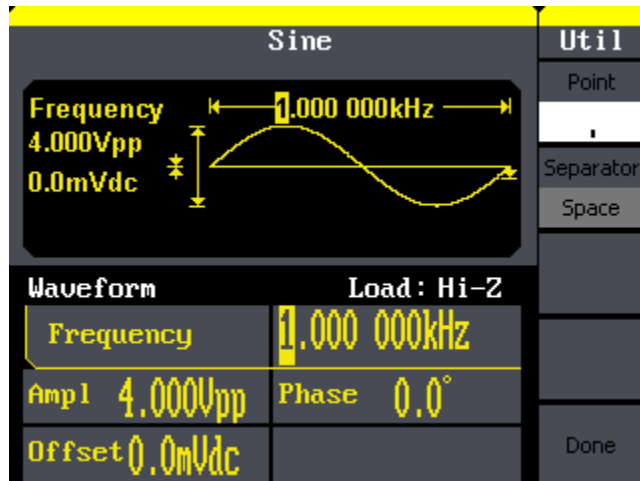 Sine
Util
Point
.
Separator
Space
Done
Frequency
1.000 000kHz
4.000Vpp
0.0mVdc
Waveform
Load: Hi-Z
Frequency
1.000 000kHz
Ampl 4.000Vpp
Phase 0.0°
Offset 0.0mVdc